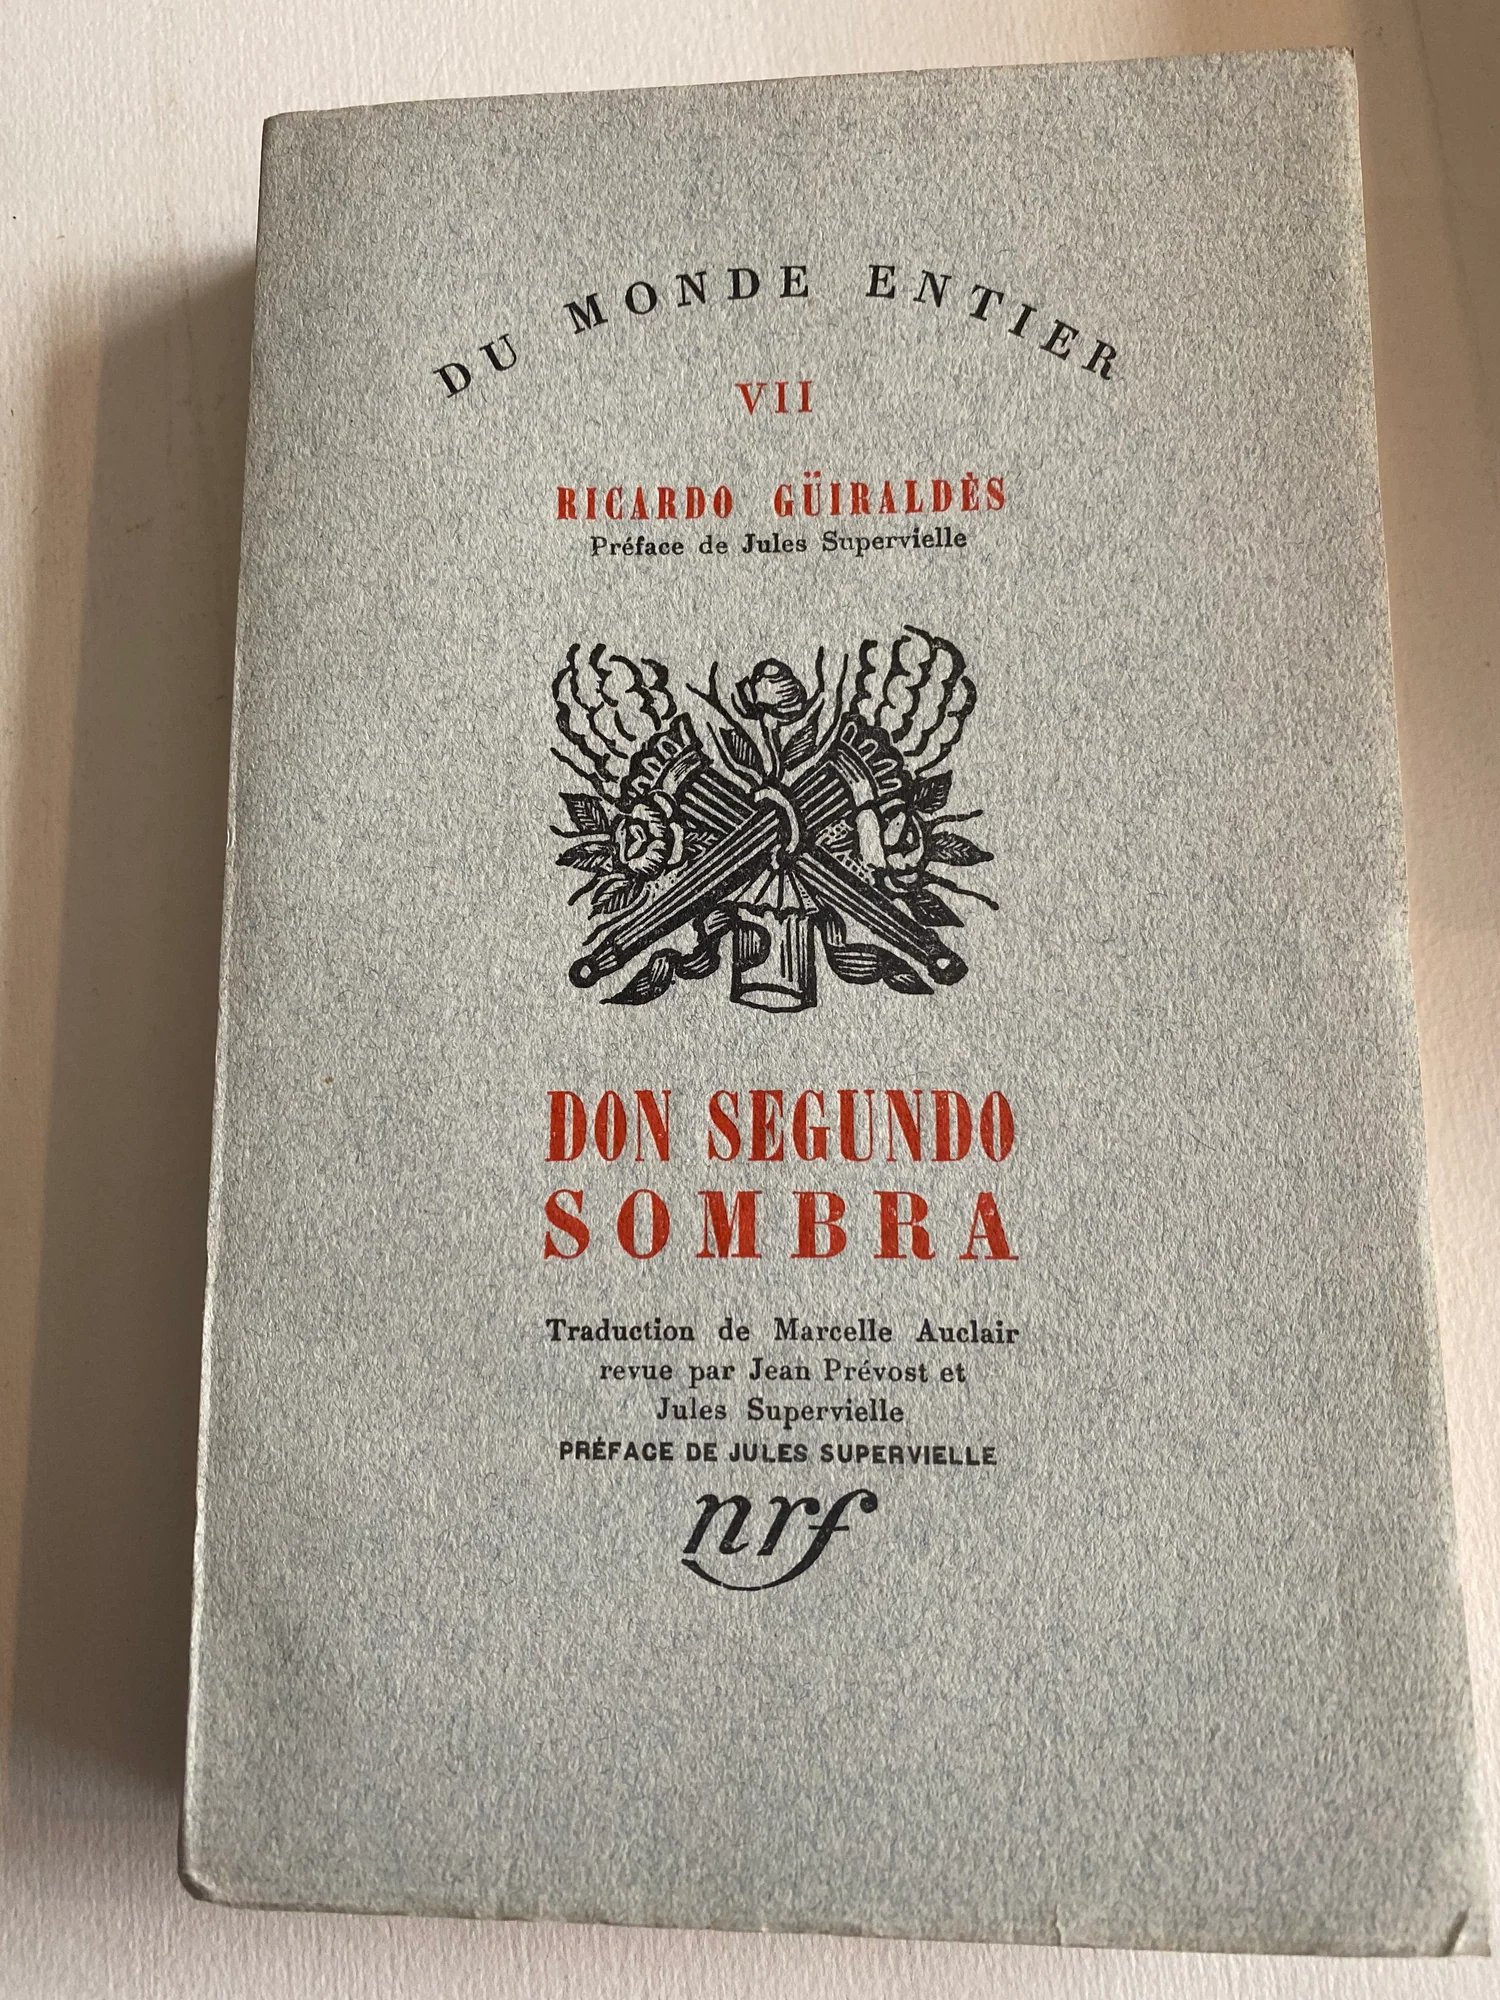 DU MONDE ENTIER
VII
RICARDO GÜIRALDÈS
Préface de Jules Supervielle
DON SEGUNDO
SOMBRA
Traduction de Marcelle Auclair
revue par Jean Prévost et
Jules Supervielle
PRÉFACE DE JULES SUPERVIELLE
nrf